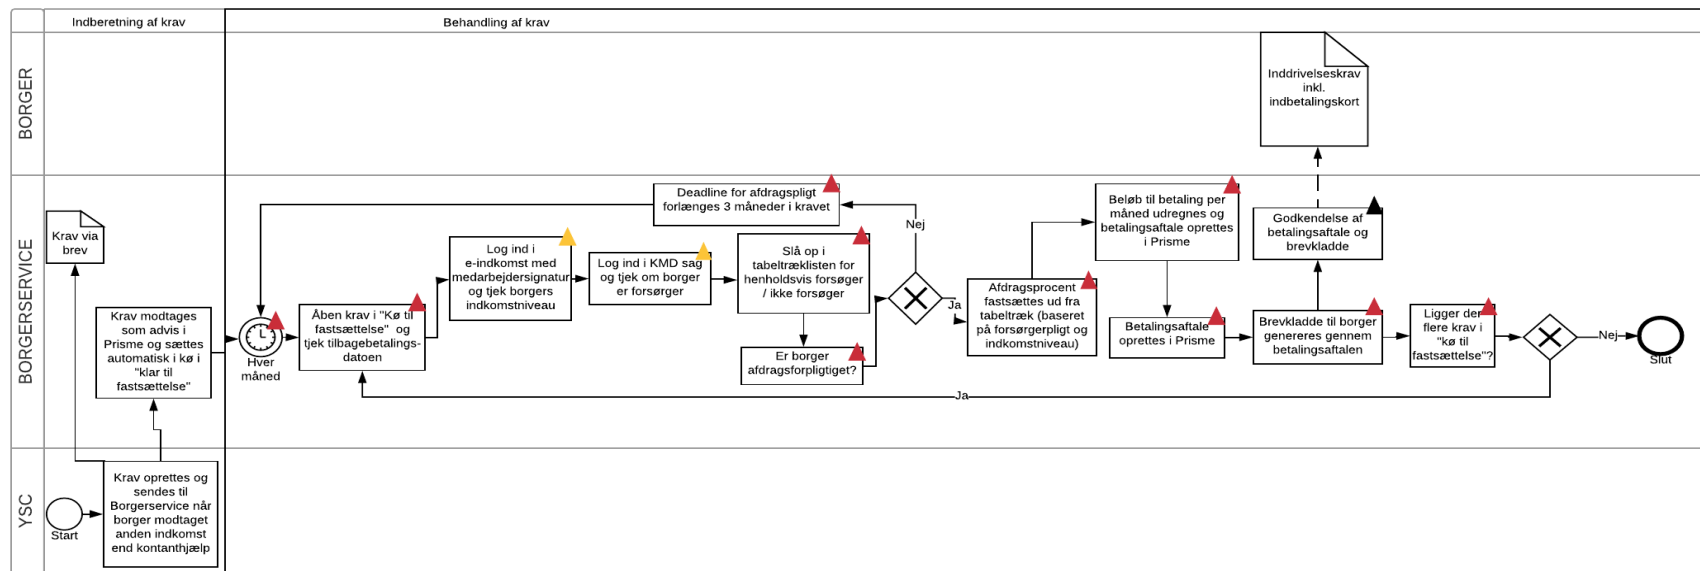 Indberetning af krav
Behandling af krav
BORGER
Inddrivelseskrav
inkl.
indbetalingskort
BORGERSERVICE
Krav via
brev
Krav modtages
som advis i
Prisme og sættes
automatisk i kø i
"klar til
fastsættelse"
Hver
måned
Deadline for afdragspligt
forlænges 3 måneder i kravet
Åben krav i "Kø til
fastsættelse" og
tjek tilbagebetalings-
datoen
Log ind i
e-indkomst med
medarbejdersignatur
og tjek borgers
indkomstniveau
Log ind i KMD sag
og tjek om borger
er forsørger
Slå op i
tabeltræklisten for
henholdsvis forsøger
/ ikke forsøger
Er borger
afdragsforpligtiget?
Nej
Ja
Afdragsprocent
fastsættes ud fra
tabeltræk (baseret
på forsørgerpligt og
indkomstniveau)
Beløb til betaling per
måned udregnes og
betalingsaftale oprettes
i Prisme
Betalingsaftale
oprettes i Prisme
Godkendelse af
betalingsaftale og
brevkladde
Brevkladde til borger
genereres gennem
betalingsaftalen
Ligger der
flere krav i
"kø til
fastsættelse"?
Nej
Slut
Ja
YSC
Start
Krav oprettes og
sendes til
Borgerservice når
borger modtaget
anden indkomst
end kontanthjælp